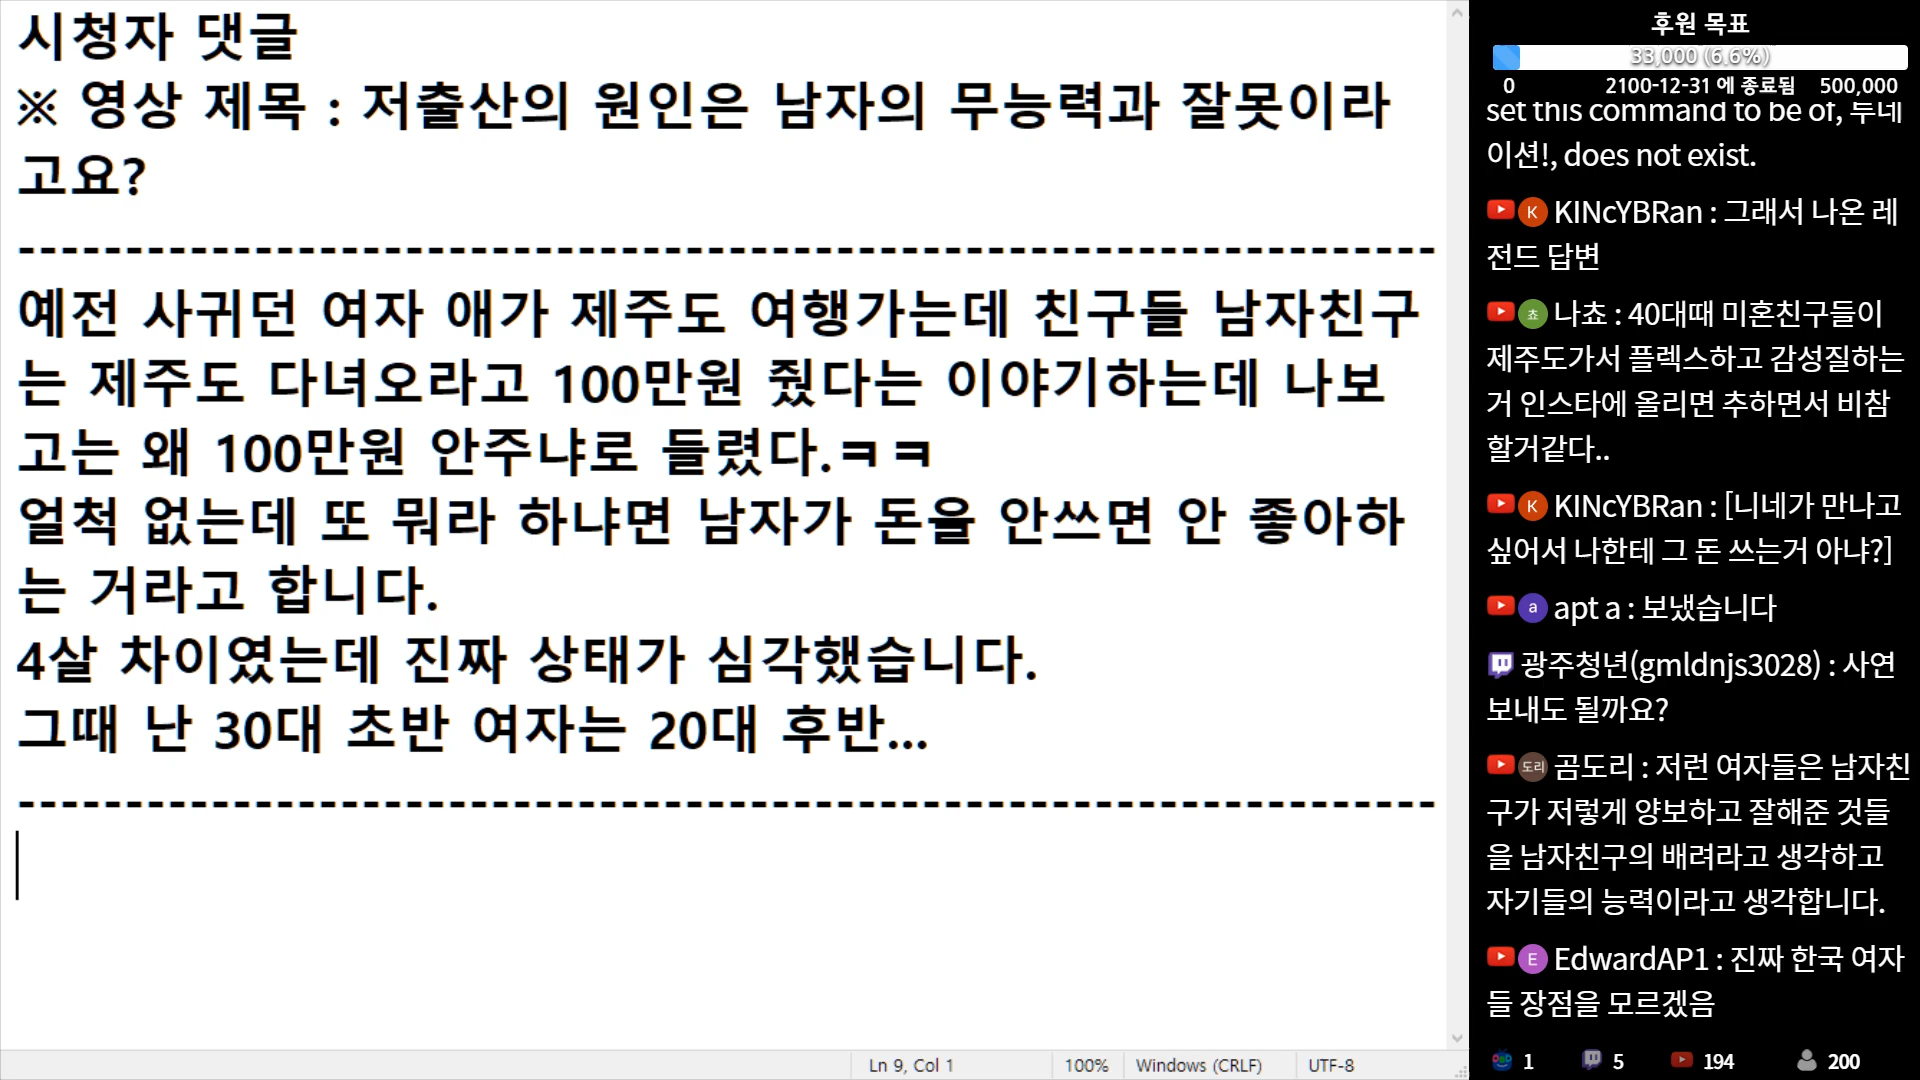 시청자 댓글
※ 영상 제목 : 저출산의 원인은 남자의 무능력과 잘못이라
고요?
------------------------------------------------------------------
예전 사귀던 여자 애가 제주도 여행가는데 친구들 남자친구
는 제주도 다녀오라고 100만원 줬다는 이야기하는데 나보
고는 왜 100만원 안주냐로 들렸다.ㅋㅋ
얼척 없는데 또 뭐라 하냐면 남자가 돈을 안쓰면 안 좋아하
는 거라고 합니다.
4살 차이였는데 진짜 상태가 심각했습니다.
그때 난 30대 초반 여자는 20대 후반...
------------------------------------------------------------------
Ln 9, Col 1
100%
Windows (CRLF)
UTF-8
후원 목표
33,000 (6.6%)
0 2100-12-31 에 종료됨 500,000
set this command to be of, 투네
이션!, does not exist.
K KINcYBRan : 그래서 나온 레
전드 답변
쵸 나쵸 : 40대때 미혼친구들이
제주도가서 플렉스하고 감성질하는
거 인스타에 올리면 추하면서 비참
할거같다..
K KINcYBRan : [니네가 만나고
싶어서 나한테 그 돈 쓰는거 아냐?]
a apt a : 보냈습니다
광주청년(gmldnjs3028) : 사연
보내도 될까요?
도리 곰도리 : 저런 여자들은 남자친
구가 저렇게 양보하고 잘해준 것들
을 남자친구의 배려라고 생각하고
자기들의 능력이라고 생각합니다.
E EdwardAP1 : 진짜 한국 여자
들 장점을 모르겠음
1 5 194 200